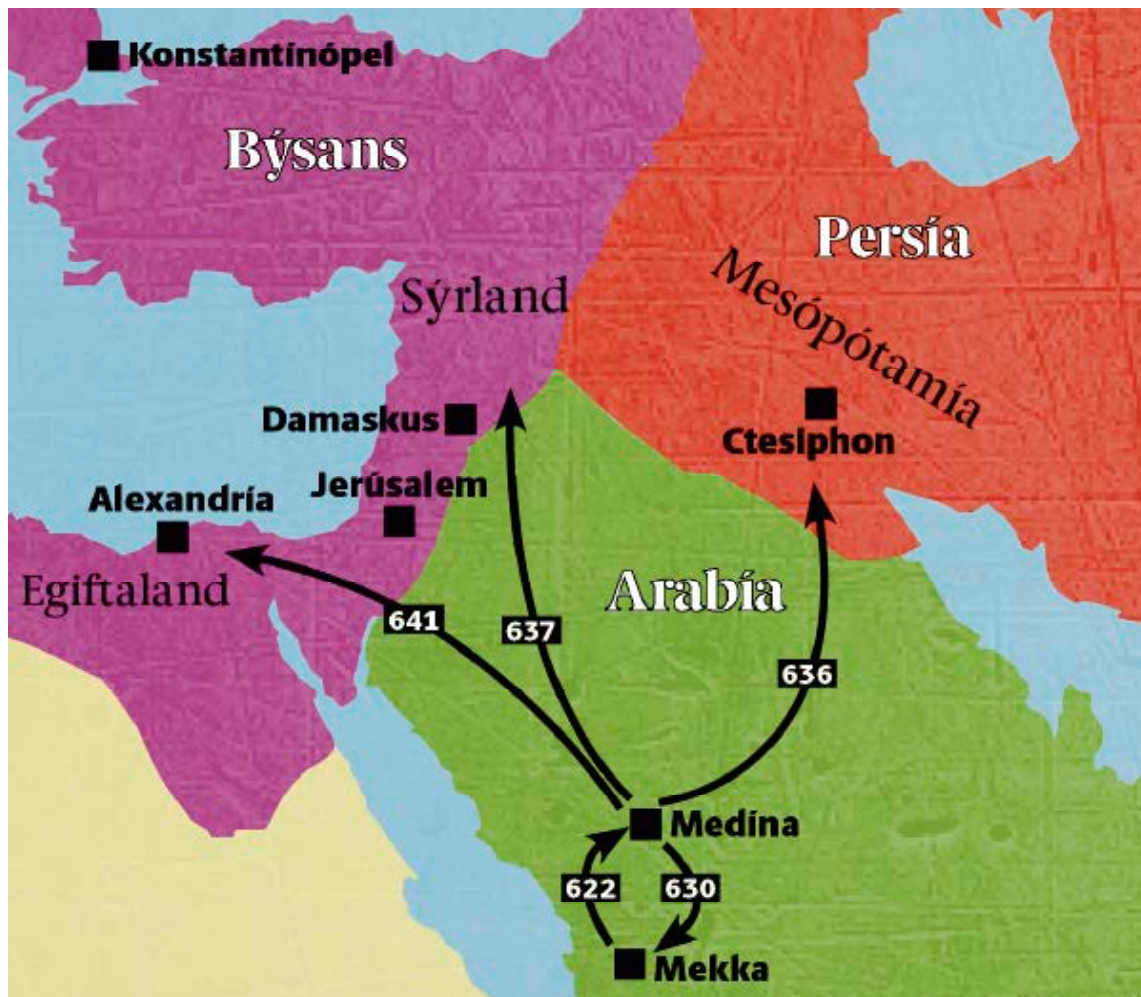 Konstantínópel
Býsans
Persía
Mesópótamía
Sýrland
Damaskus
Ctesiphon
Jerúsalem
Alexandría
Egiftaland
Arabía
641
637
636
Medína
622
630
Mekka